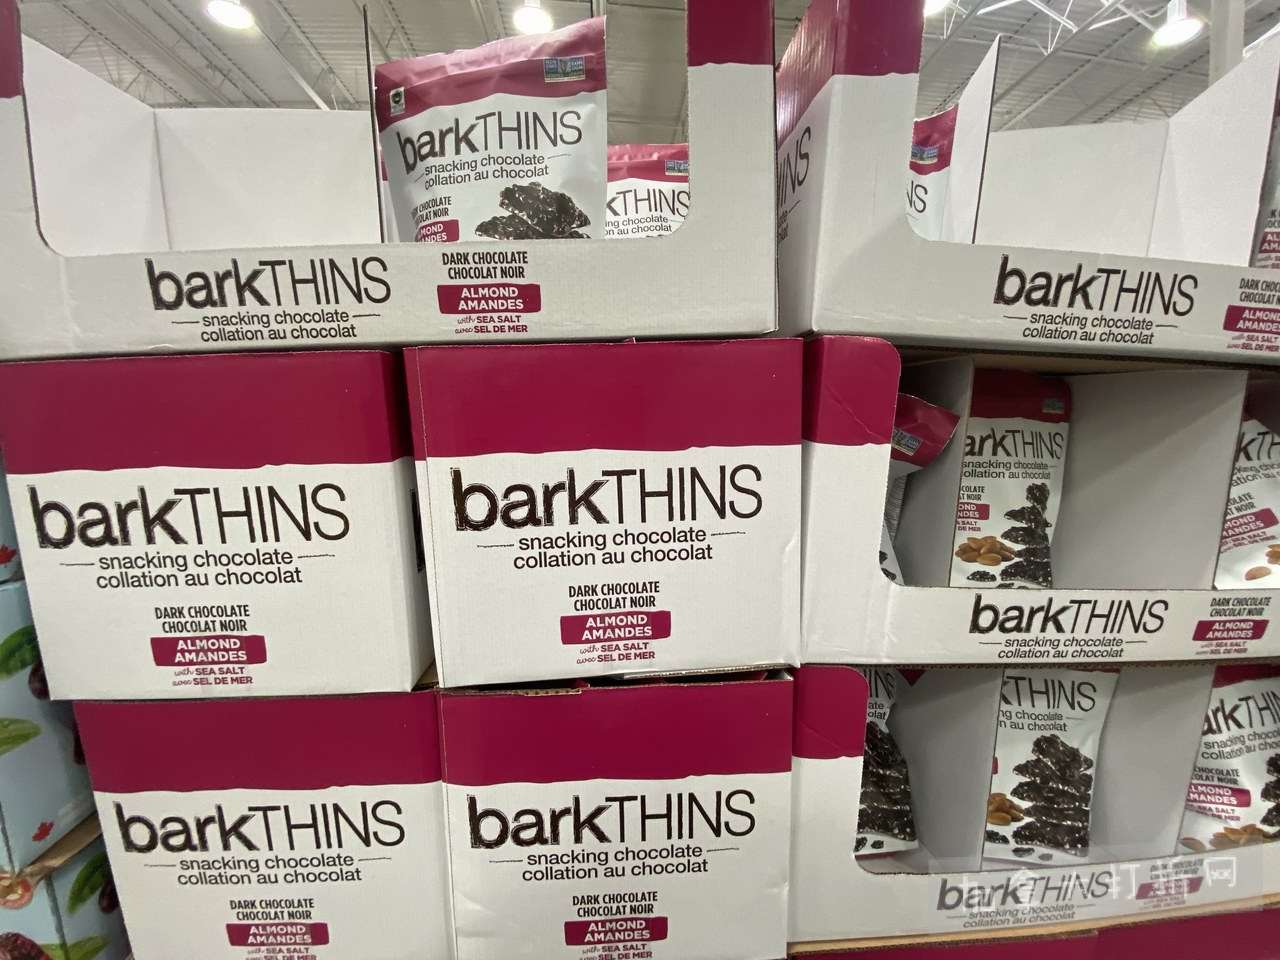 barkTHINS
snacking chocolate
collation au chocolat
CHOCOLATE
CHOCOLAT NOIR
ALMOND
AMANDES
THINS
barkTHINS
snacking chocolate
collation au chocolat
DARK CHOCOLATE
CHOCOLAT NOIR
ALMOND
AMANDES
with SEA SALT
avec SEL DE MER
barkTHINS
snacking chocolate
collation au chocolat
barkTHINS
snacking chocolate
collation au chocolat
DARK CHOCOLATE
CHOCOLAT NOIR
ALMOND
AMANDES
with SEA SALT
avec SEL DE MER
barkTHINS
snacking chocolate
collation au chocolat
DARK CHOCOLATE
CHOCOLAT NOIR
ALMOND
AMANDES
with SEA SALT
avec SEL DE MER
arkTHINS
snacking chocolate
collation au chocolat
barkTHINS
snacking chocolate
collation au chocolat
DARK CHOCOLATE
CHOCOLAT NOIR
ALMOND
AMANDES
with SEA SALT
avec SEL DE MER
barkTHINS
snacking chocolate
collation au chocolat
DARK CHOCOLATE
CHOCOLAT NOIR
ALMOND
AMANDES
with SEA SALT
barkTHINS
snacking chocolate
collation au chocolat
DARK CHOCOLATE
CHOCOLAT NOIR
ALMOND
AMANDES
with SEA SALT
kTHINS
barkTHINS
snacking chocolate
collation au chocolat